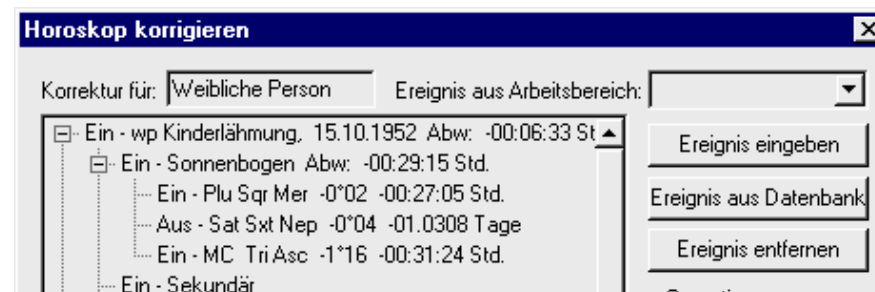 Horoskop korrigieren
Korrektur für: Weibliche Person Ereignis aus Arbeitsbereich:
Ein - wp Kinderlähmung, 15.10.1952 Abw: -00:06:33 St
Ereignis eingeben
Ein - Sonnenbogen Abw: -00:29:15 Std.
Ein - Plu Sqr Mer -0°02 -00:27:05 Std.
Ereignis aus Datenbank
Aus - Sat Sxt Nep -0°04 -01.0308 Tage
Ein - MC Tri Asc -1°16 -00:31:24 Std.
Ereignis entfernen
Ein - Sekundär